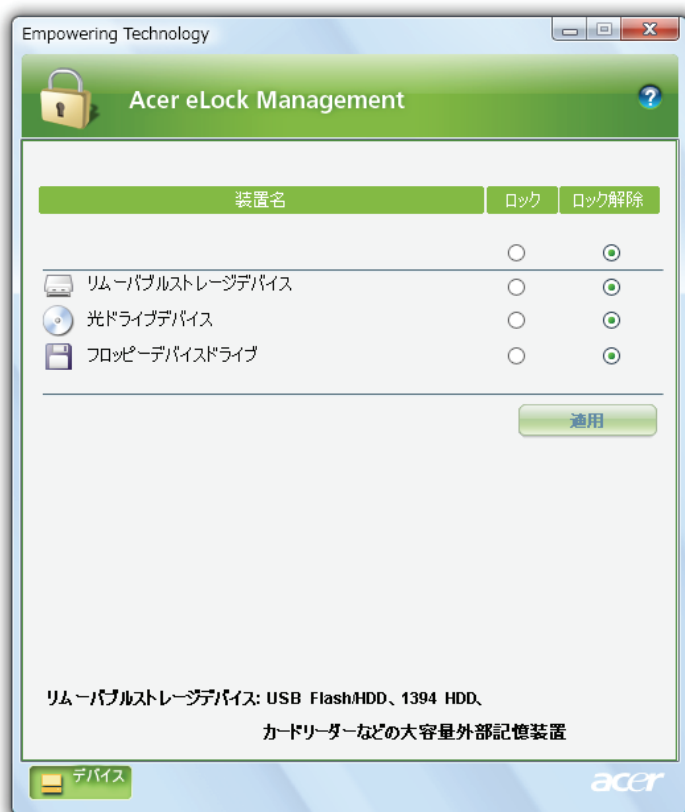 Empowering Technology
Acer eLock Management
装置名 ロック ロック解除
リムーバブルストレージデバイス
光ドライブデバイス
フロッピーデバイスドライブ
適用
リムーバブルストレージデバイス: USB Flash/HDD、1394 HDD、
カードリーダーなどの大容量外部記憶装置
デバイス
acer